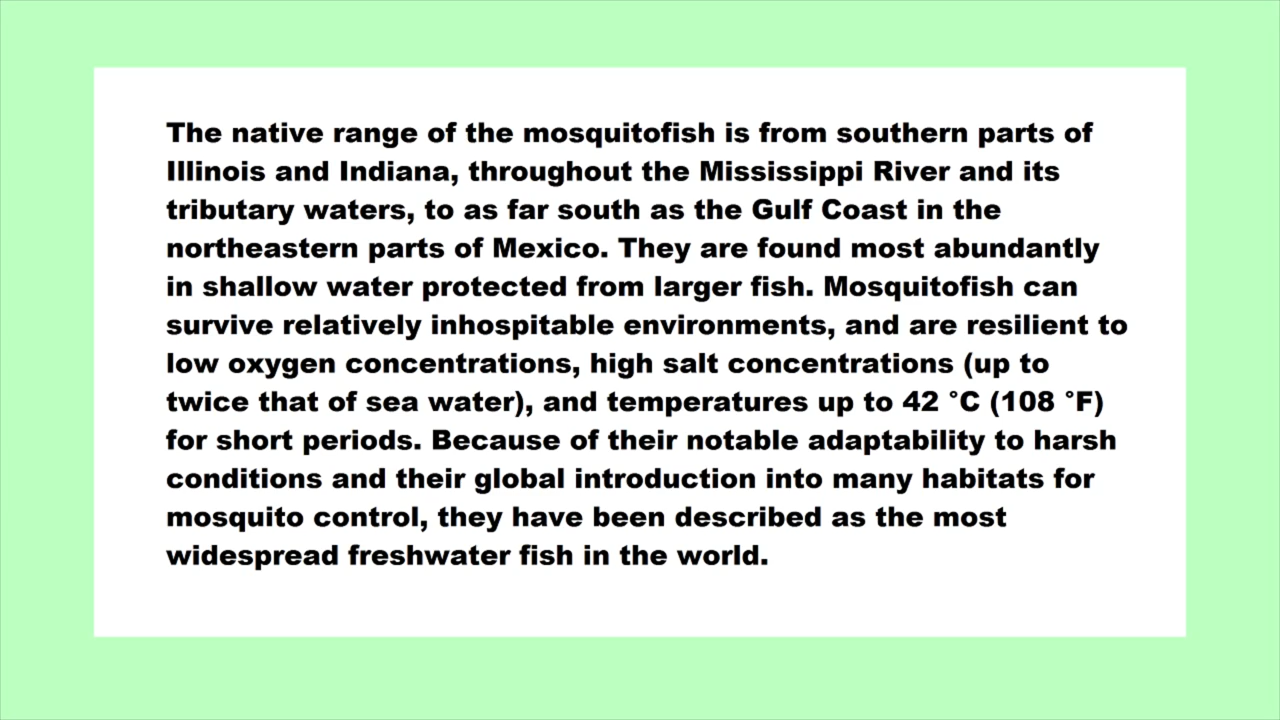 The native range of the mosquitofish is from southern parts of
Illinois and Indiana, throughout the Mississippi River and its
tributary waters, to as far south as the Gulf Coast in the
northeastern parts of Mexico. They are found most abundantly
in shallow water protected from larger fish. Mosquitofish can
survive relatively inhospitable environments, and are resilient to
low oxygen concentrations, high salt concentrations (up to
twice that of sea water), and temperatures up to 42 °C (108 °F)
for short periods. Because of their notable adaptability to harsh
conditions and their global introduction into many habitats for
mosquito control, they have been described as the most
widespread freshwater fish in the world.